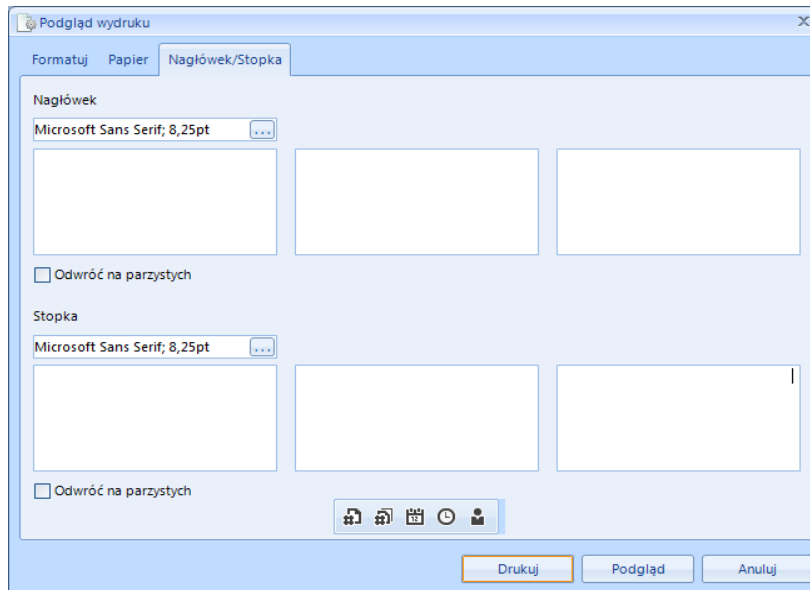 Podgląd wydruku
Formatuj Papier Nagłówek/Stopka
Nagłówek
Microsoft Sans Serif; 8,25pt ...
Odwróć na parzystych
Stopka
Microsoft Sans Serif; 8,25pt ...
Odwróć na parzystych
# # 12
Drukuj Podgląd Anuluj